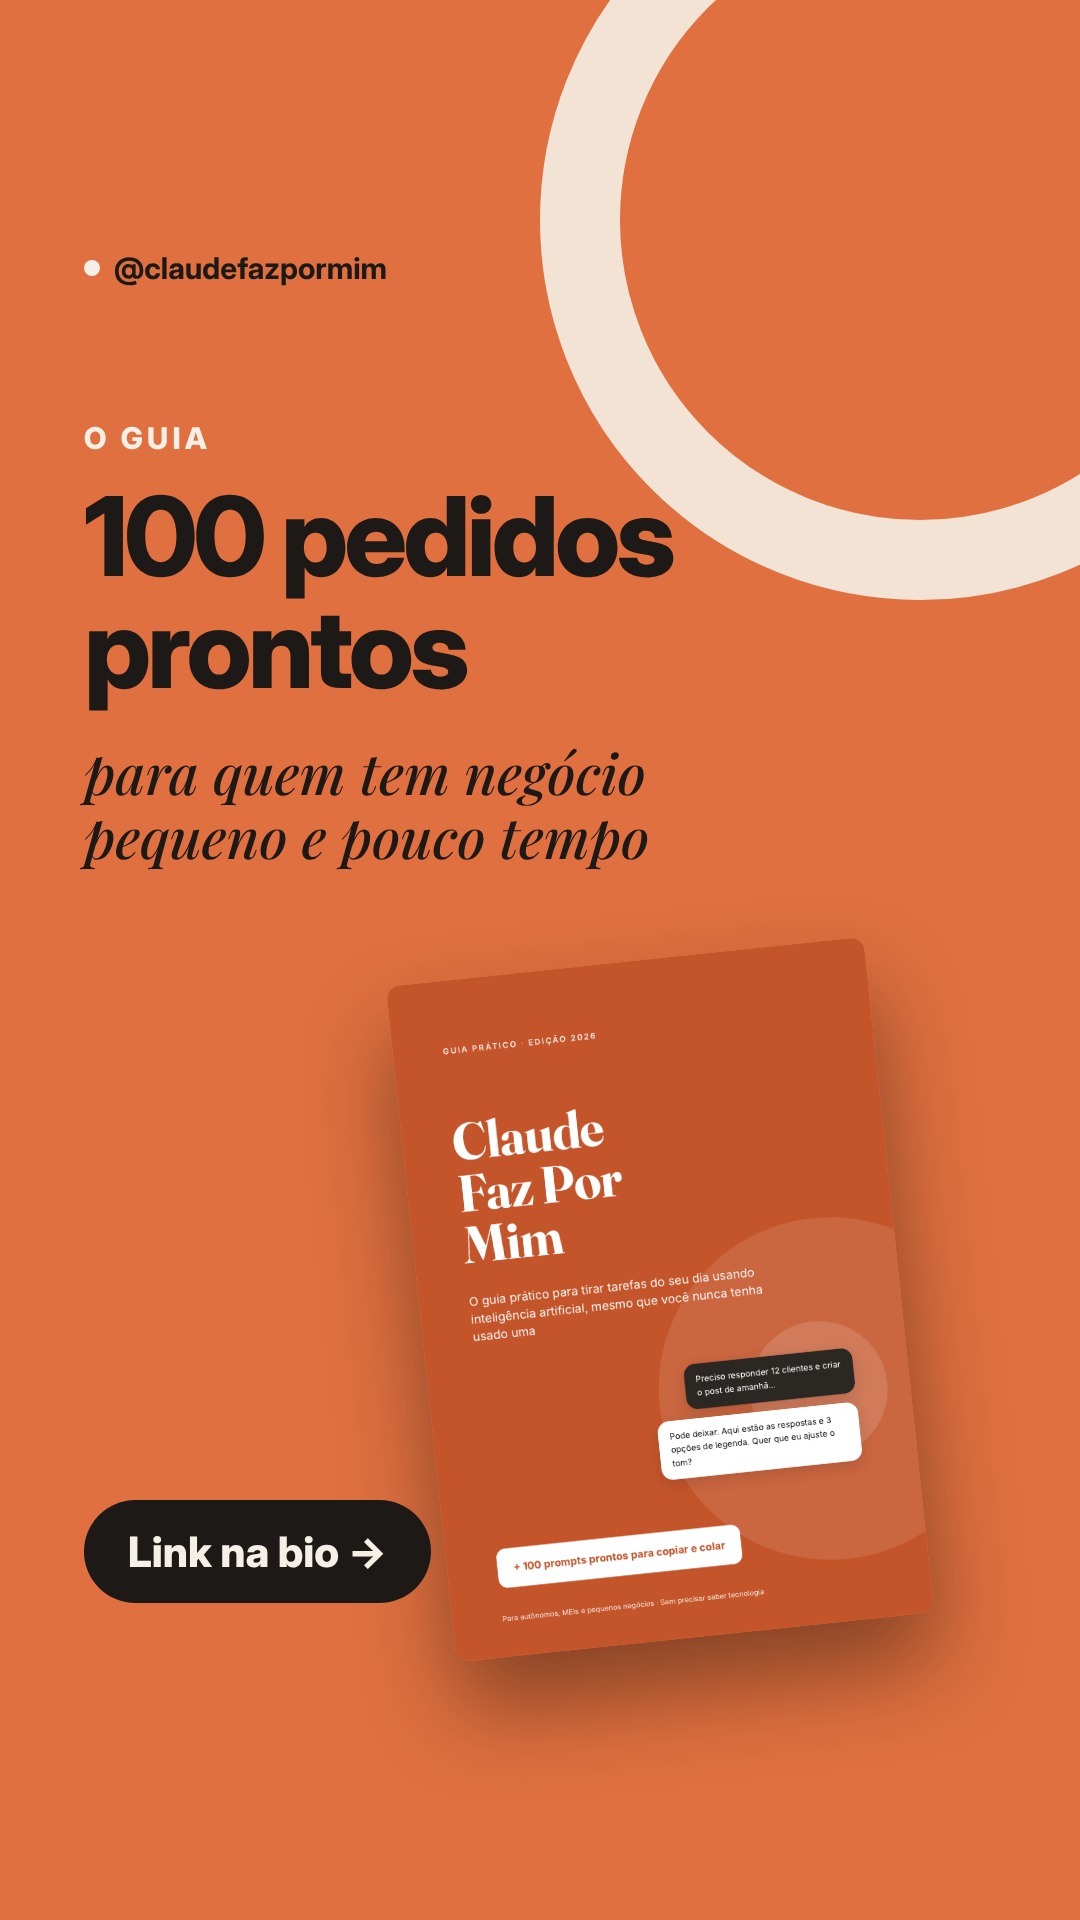 @claudefazpormim
O GUIA
100 pedidos
prontos
para quem tem negócio
pequeno e pouco tempo
GUIA PRÁTICO · EDIÇÃO 2026
Claude
Faz Por
Mim
O guia prático para tirar tarefas do seu dia usando
inteligência artificial, mesmo que você nunca tenha
usado uma
Preciso responder 12 clientes e criar
o post de amanhã...
Pode deixar. Aqui estão as respostas e 3
opções de legenda. Quer que eu ajuste o
tom?
+ 100 prompts prontos para copiar e colar
Para autônomos, MEIs e pequenos negócios · Sem precisar saber tecnologia
Link na bio →